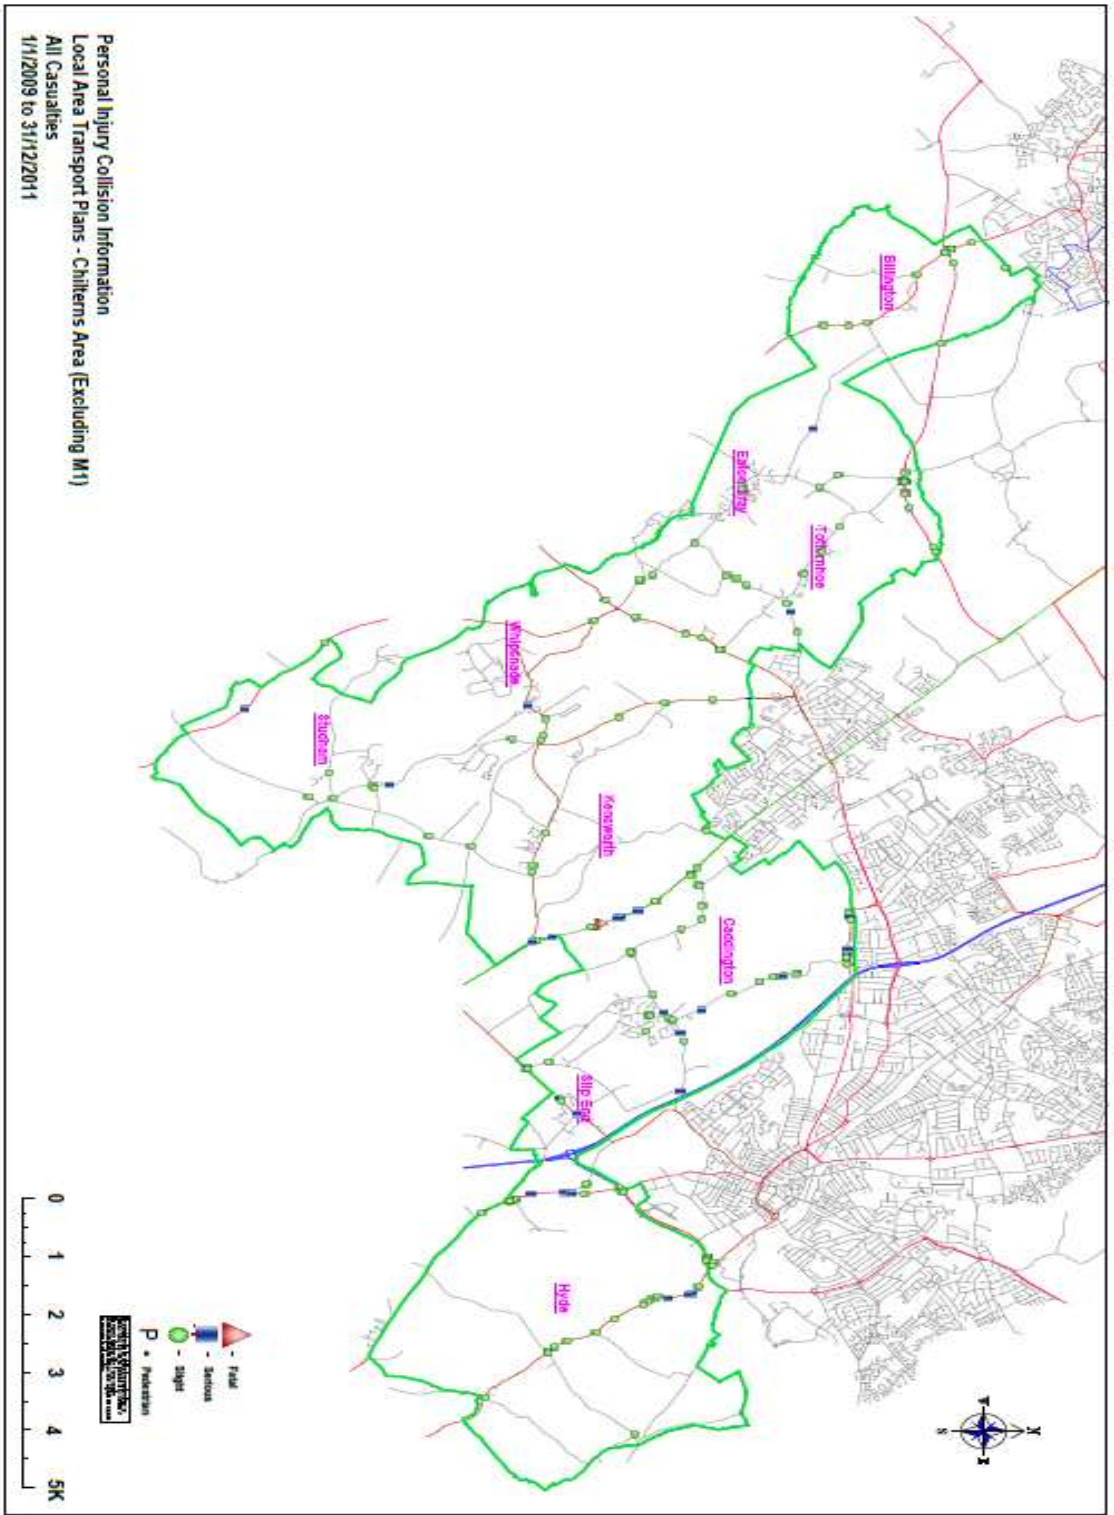 Personal Injury Collision Information
Local Area Transport Plans - Chilterns Area (Excluding M1)
All Casualties
1/1/2009 to 31/12/2011
Billington
Eaton Bray
Totternhoe
Whipsnade
Studham
Kensworth
Caddington
Slip End
Hyde
N
W
E
S
- Fatal
- Serious
- Slight
P • Pedestrian
0 1 2 3 4 5K